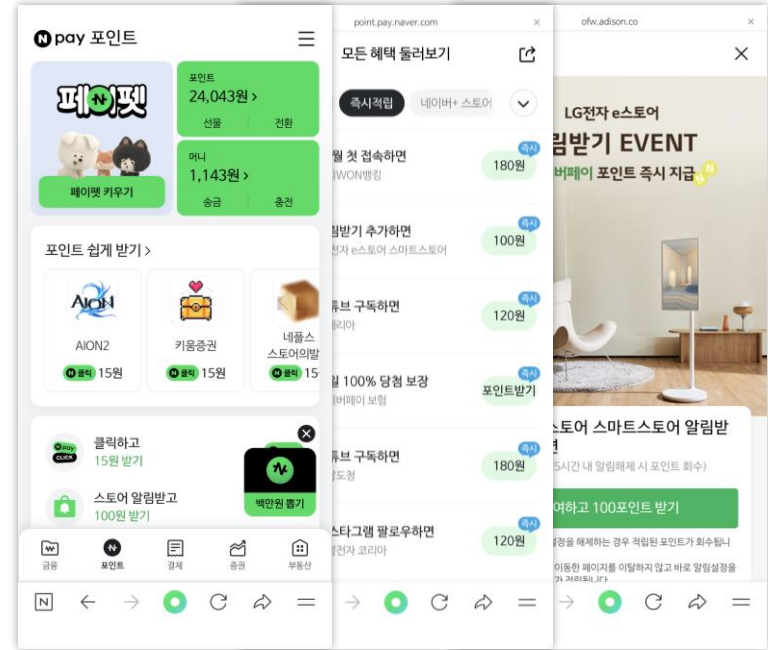 pay 포인트
페이펫
페이펫 키우기
포인트
24,043원 >
선물
전환
머니
1,143원 >
송금
충전
포인트 쉽게 받기 >
AION
AION2
클릭 15원
키움증권
클릭 15원
네플스
스토어의발
클릭 15
클릭하고
15원 받기
pay
CLICK
스토어 알림받고
100원 받기
백만원 뽑기
금융
포인트
결제
증권
부동산
point.pay.naver.com
모든 혜택 둘러보기
즉시적립
네이버+ 스토어
월 첫 접속하면
WON뱅킹
즉시
180원
림받기 추가하면
전자 e스토어 스마트스토어
즉시
100원
튜브 구독하면
테리아
즉시
120원
일 100% 당첨 보장
이버페이 보험
즉시
포인트받기
튜브 구독하면
도청
즉시
180원
스타그램 팔로우하면
전자 코리아
즉시
120원
ofw.adison.co
LG전자 e스토어
림받기 EVENT
버페이 포인트 즉시 지급
스토어 스마트스토어 알림받
면
5시간 내 알림해제 시 포인트 회수)
여하고 100포인트 받기
설정을 해제하는 경우 적립된 포인트가 회수됩니
이동한 페이지를 이탈하지 않고 바로 알림설정을
가 적립됩니다